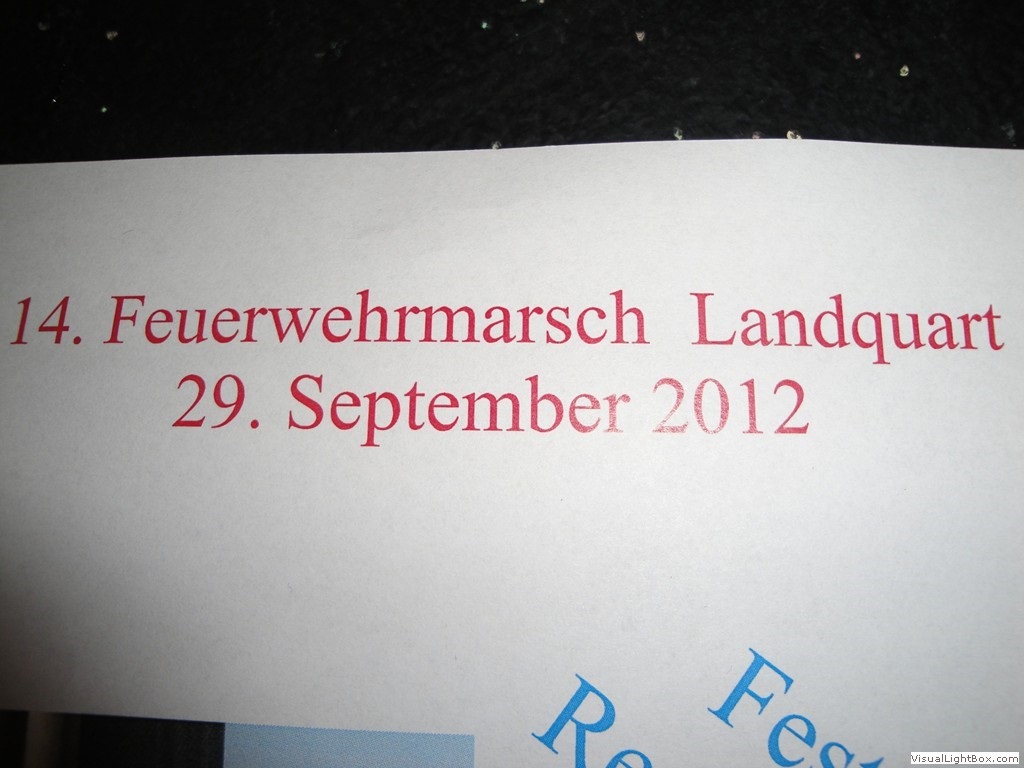 14. Feuerwehrmarsch Landquart
29. September 2012
VisualLightBox.com